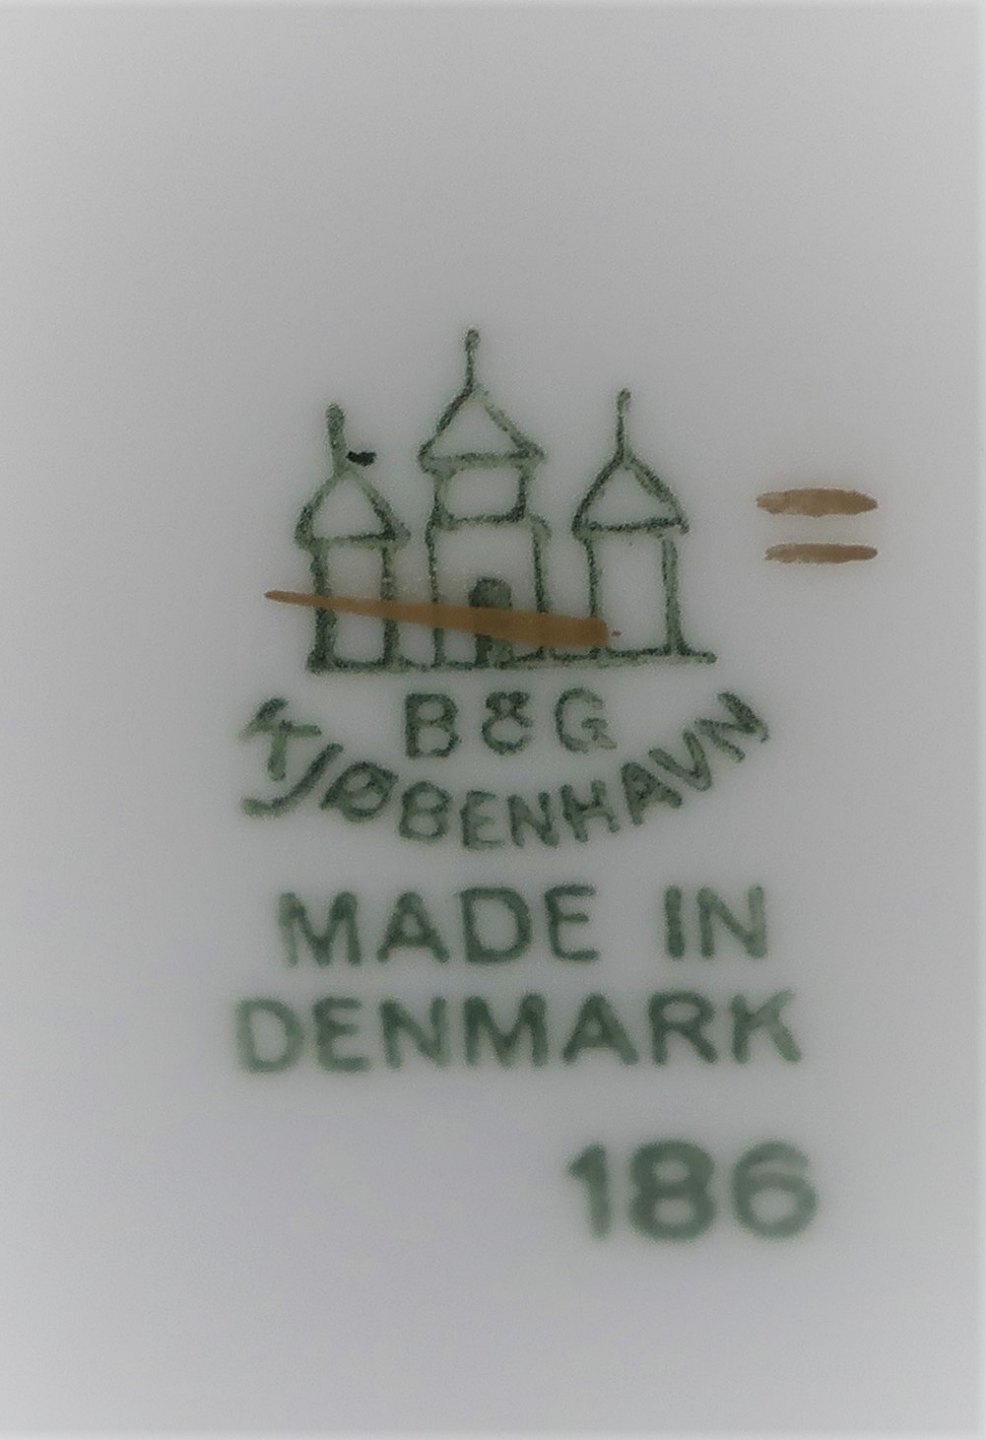 B&G
KJØBENHAVN
MADE IN
DENMARK
186